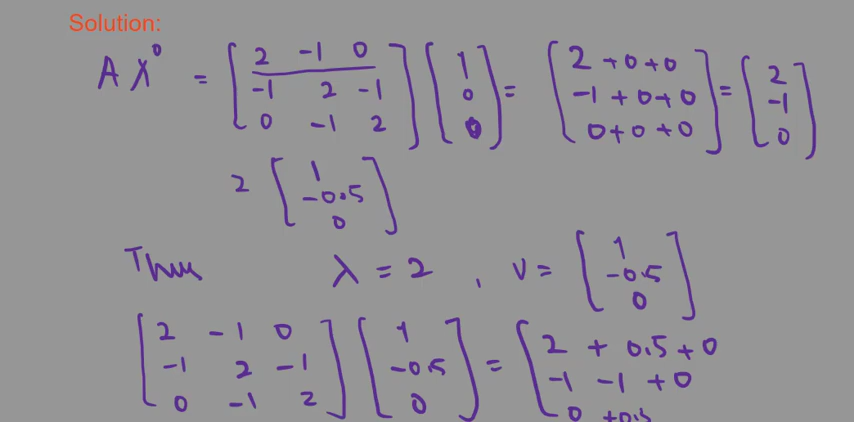 Solution:
A X⁰ = [2 -1 0; -1 2 -1; 0 -1 2] [1; 0; 0] = [2 +0+0; -1 +0+0; 0+0+0] = [2; -1; 0]
2 [1; -0.5; 0]
Thus λ = 2 , v = [1; -0.5; 0]
[2 -1 0; -1 2 -1; 0 -1 2] [1; -0.5; 0] = [2 + 0.5 +0; -1 -1 +0; 0 +0.5